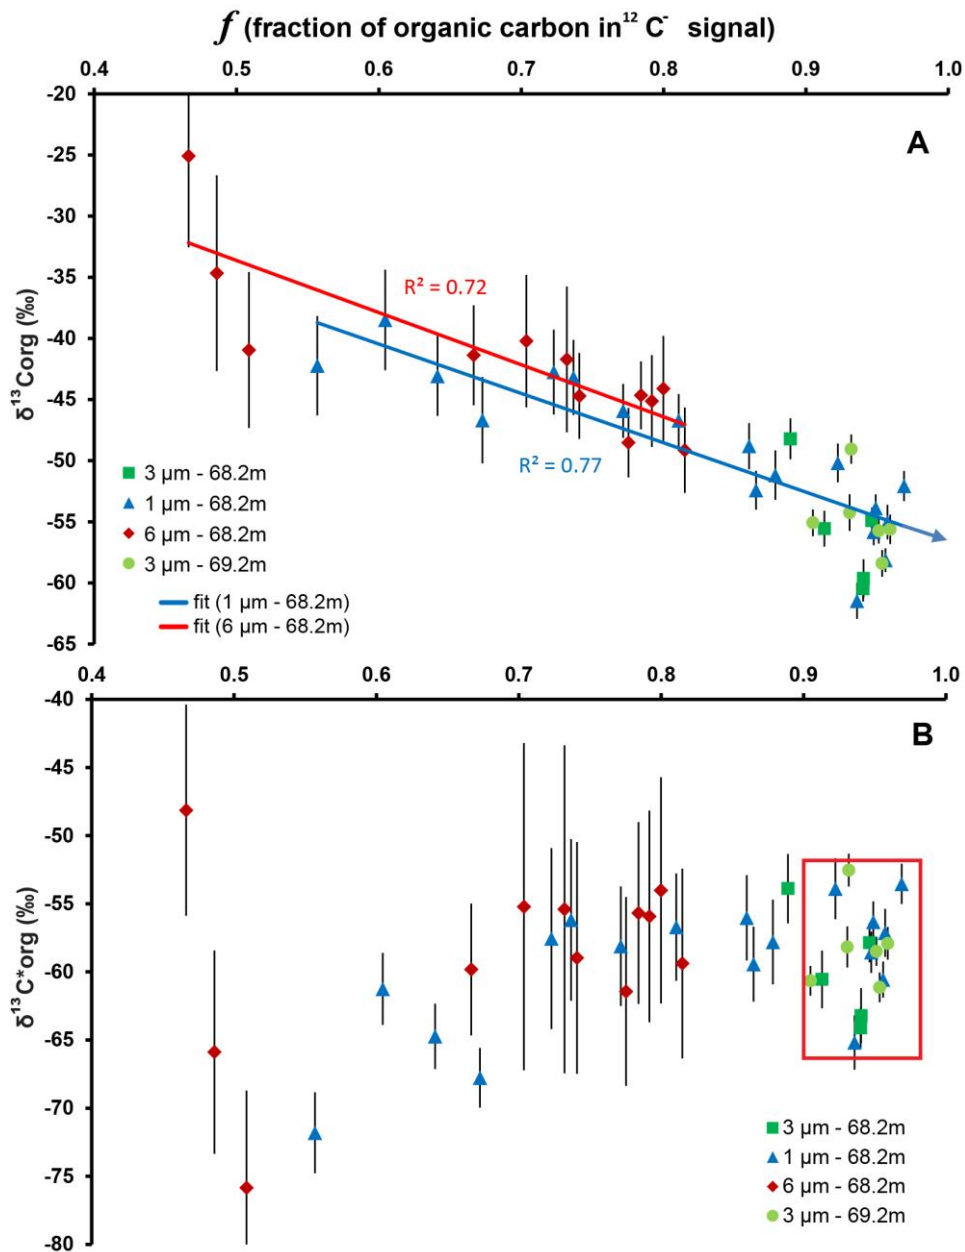 f (fraction of organic carbon in ¹² C⁻ signal)
0.4 0.5 0.6 0.7 0.8 0.9 1.0
A
-20
-25
-30
-35
-40
-45
-50
-55
-60
-65
δ¹³Corg (‰)
R² = 0.72
R² = 0.77
3 µm - 68.2m
1 µm - 68.2m
6 µm - 68.2m
3 µm - 69.2m
fit (1 µm - 68.2m)
fit (6 µm - 68.2m)
0.4 0.5 0.6 0.7 0.8 0.9 1.0
B
-40
-45
-50
-55
-60
-65
-70
-75
-80
δ¹³C*org (‰)
3 µm - 68.2m
1 µm - 68.2m
6 µm - 68.2m
3 µm - 69.2m